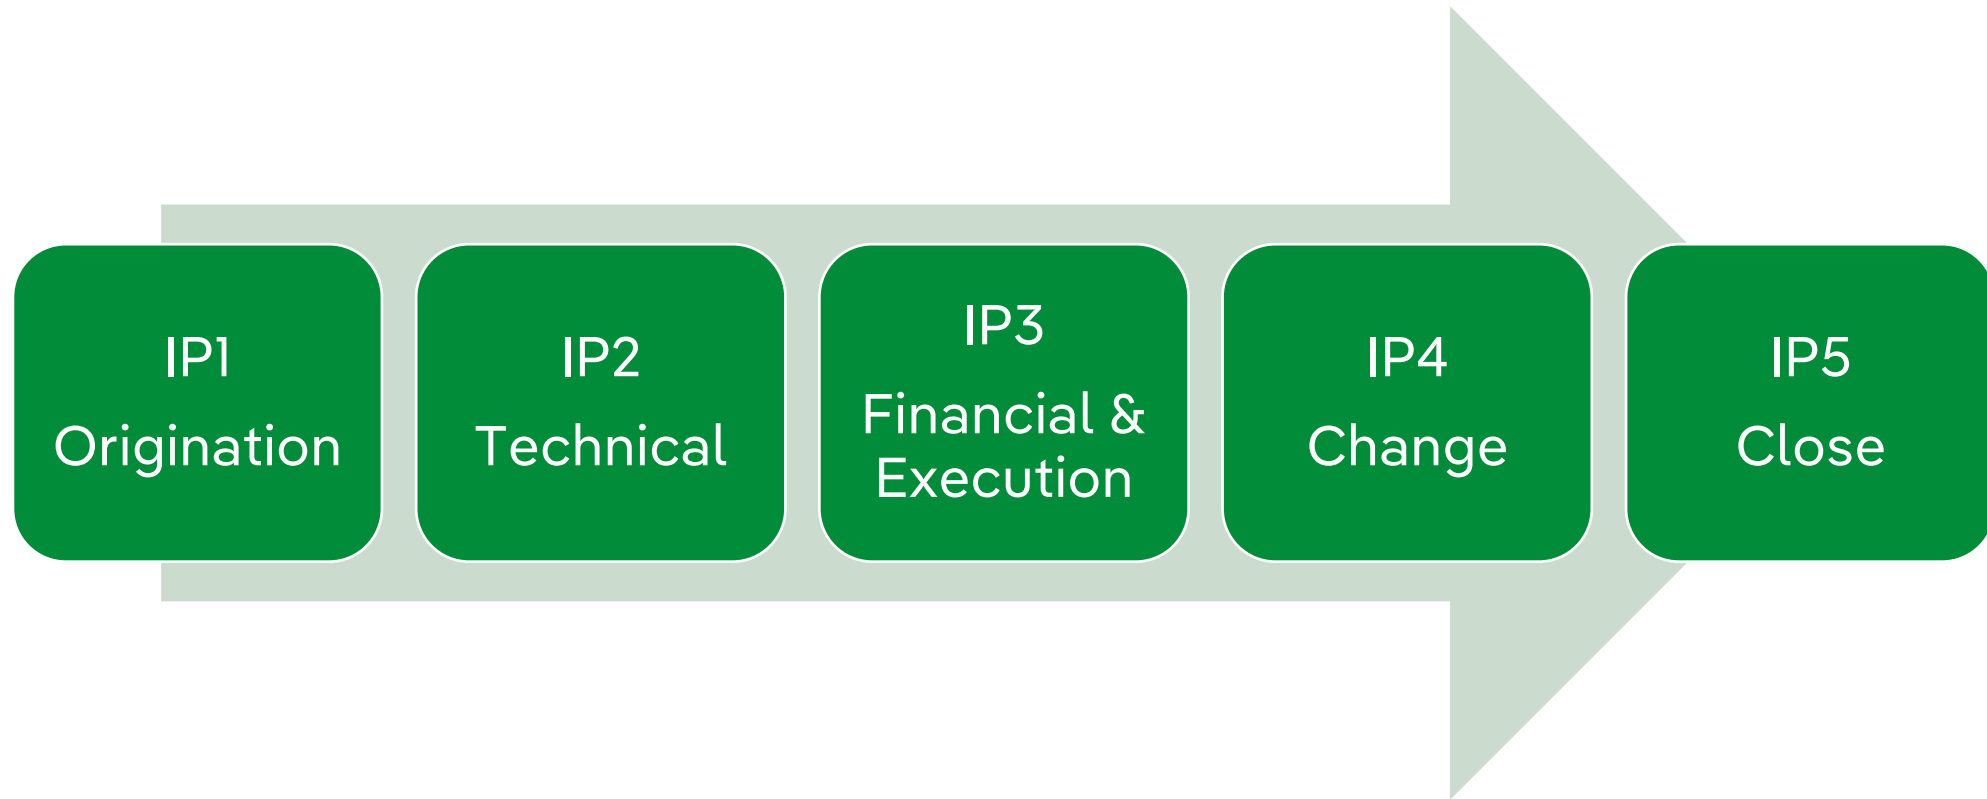 IP1
Origination
IP2
Technical
IP3
Financial &
Execution
IP4
Change
IP5
Close